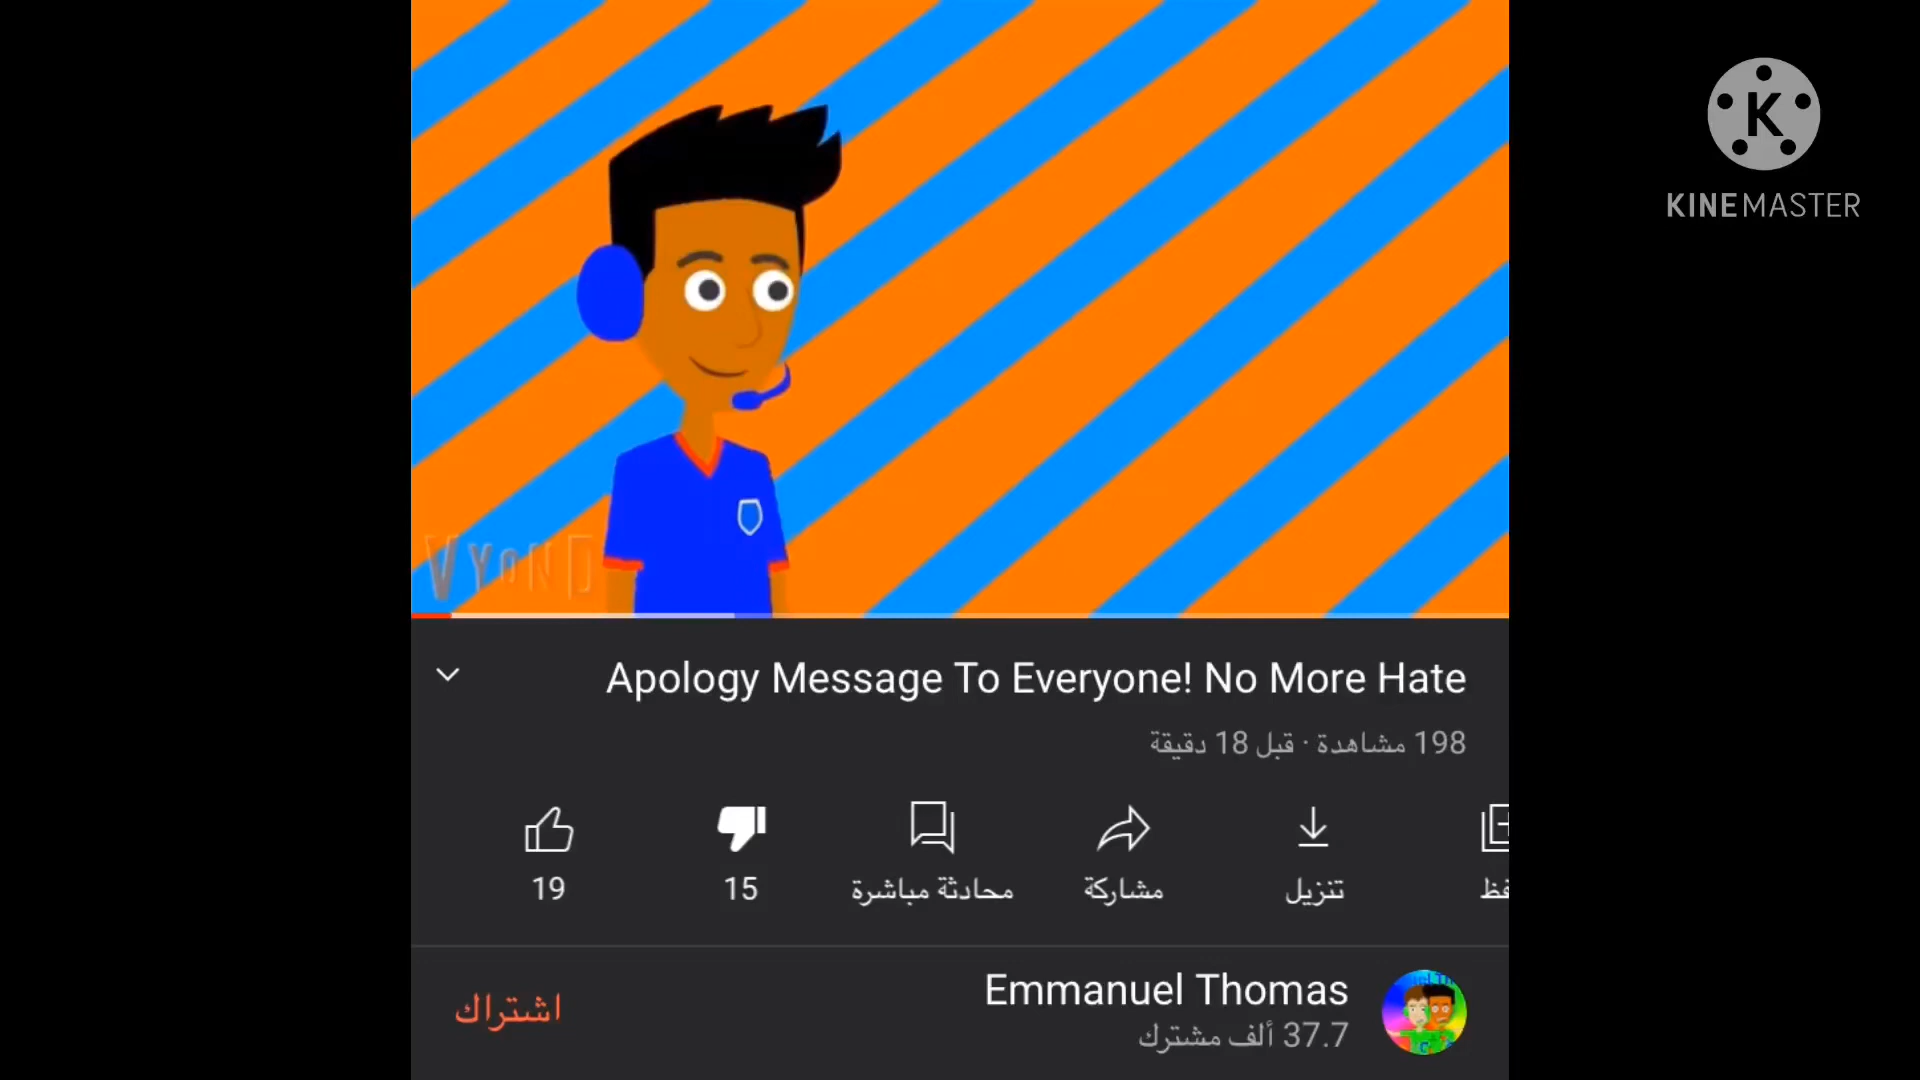 K
KINEMASTER
VYOND
Apology Message To Everyone! No More Hate
198 مشاهدة · قبل 18 دقيقة
19
15
محادثة مباشرة
مشاركة
تنزيل
Emmanuel Thomas
37.7 ألف مشترك
اشتراك